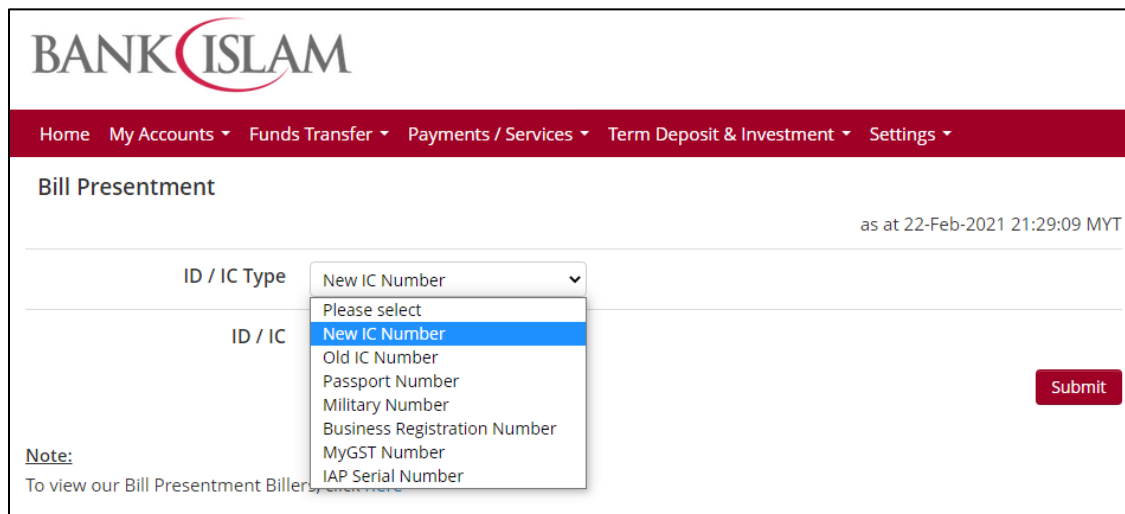 BANK ISLAM
Home My Accounts Funds Transfer Payments / Services Term Deposit & Investment Settings
Bill Presentment
as at 22-Feb-2021 21:29:09 MYT
ID / IC Type New IC Number
Please select
New IC Number
ID / IC
Old IC Number
Passport Number
Military Number
Submit
Business Registration Number
MyGST Number
Note:
IAP Serial Number
To view our Bill Presentment Billers, click here